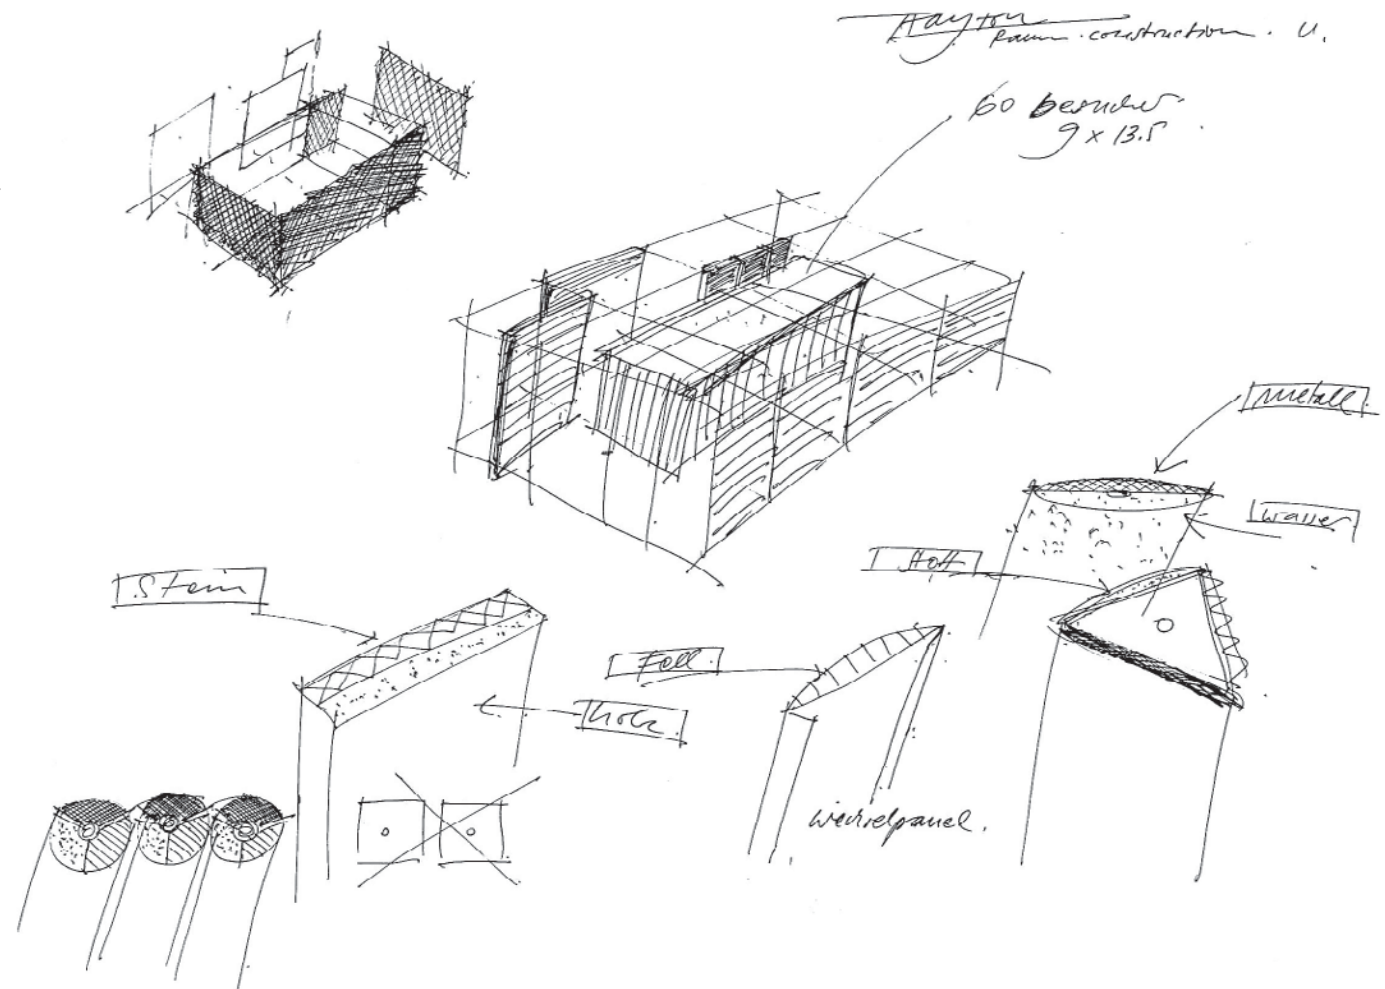 Raum-construction. U.
60 besucher
9 x 13.5
Metall.
Wasser
Stoff
Stein
Fell.
Holz
Wechselpanel.